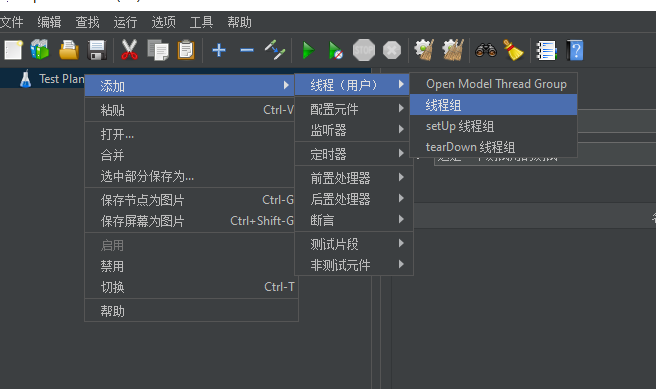 文件 编辑 查找 运行 选项 工具 帮助
Test Plan
添加
粘贴 Ctrl-V
打开...
合并
选中部分保存为...
保存节点为图片 Ctrl-G
保存屏幕为图片 Ctrl+Shift-G
启用
禁用
切换 Ctrl-T
帮助
线程（用户）
配置元件
监听器
定时器
前置处理器
后置处理器
断言
测试片段
非测试元件
Open Model Thread Group
线程组
setUp 线程组
tearDown 线程组